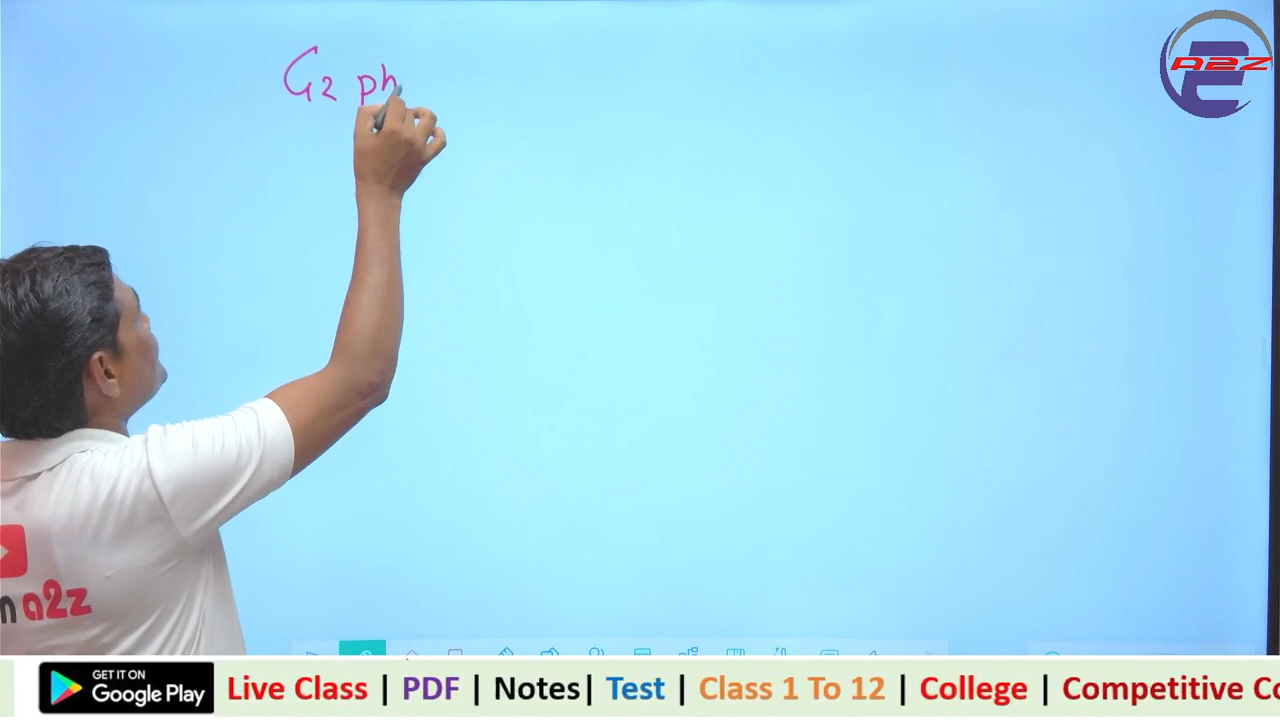 G2 ph
A2Z
n a2z
GET IT ON
Google Play
Live Class | PDF | Notes| Test | Class 1 To 12 | College | Competitive Co